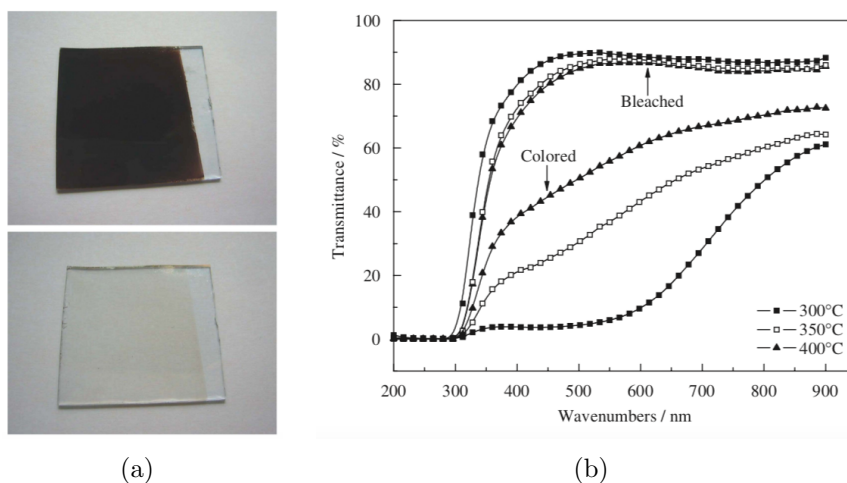 100
80
60
40
20
0
Transmittance / %
Bleached
Colored
300°C
350°C
400°C
200 300 400 500 600 700 800 900
Wavenumbers / nm
(a) (b)